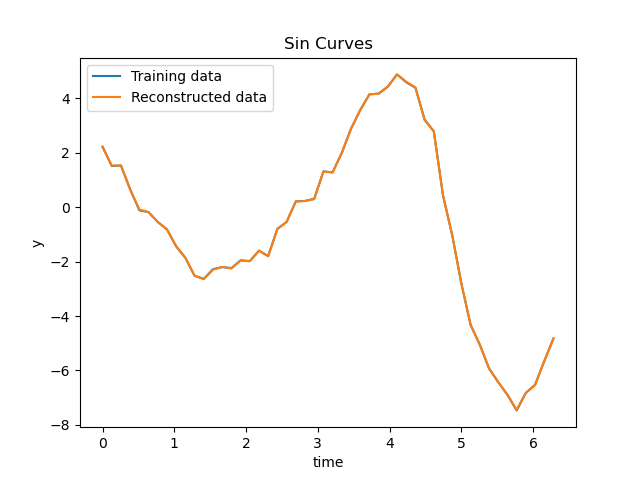 Sin Curves
Training data
Reconstructed data
4
2
0
−2
−4
−6
−8
y
0 1 2 3 4 5 6
time